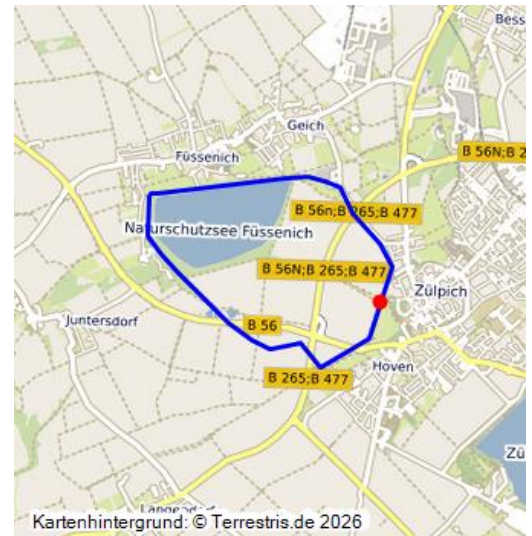 Bess
Geich
Füssenich
B 56N;B 2
B 56n;B 265;B 477
Naturschutzsee Füssenich
B 56N;B 265;B 477
Zülpich
Juntersdorf
B 56
Hoven
B 265;B 477
Zü
Langendorf
Kartenhintergrund: © Terrestris.de 2026